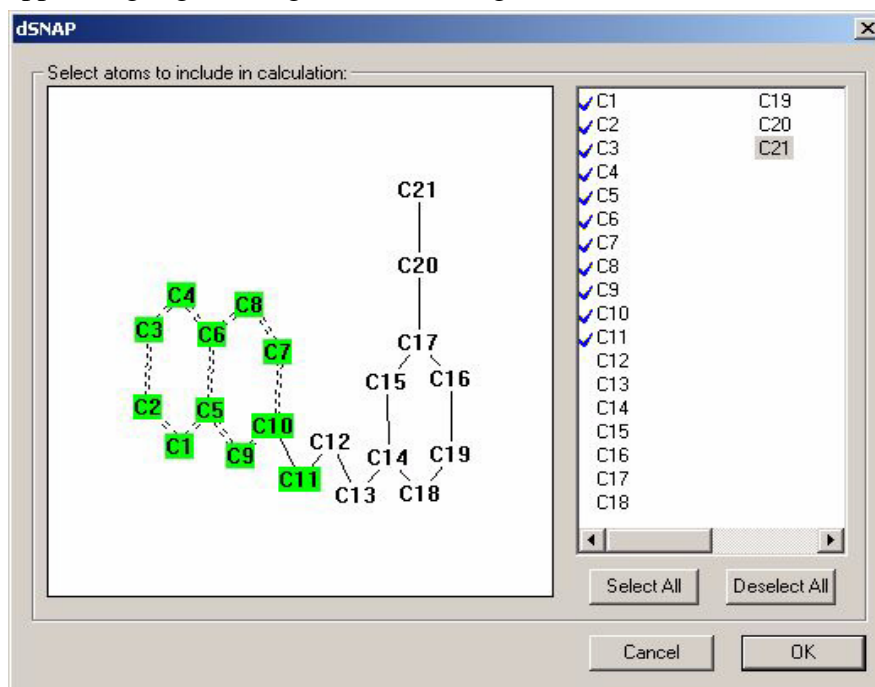 dSNAP
Select atoms to include in calculation:
C21
C20
C4
C8
C3
C6
C7
C17
C15 C16
C2
C5
C10
C1
C9
C12
C14
C19
C11
C13
C18
C1
C2
C3
C4
C5
C6
C7
C8
C9
C10
C11
C12
C13
C14
C15
C16
C17
C18
C19
C20
C21
Select All
Deselect All
Cancel
OK